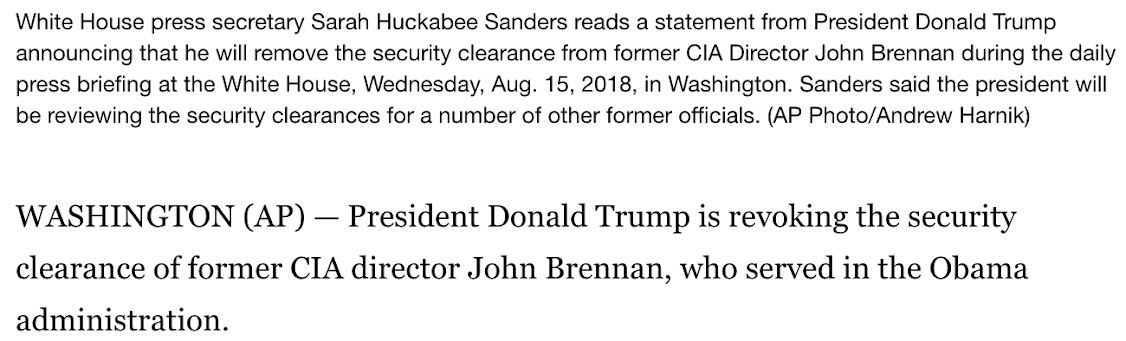 White House press secretary Sarah Huckabee Sanders reads a statement from President Donald Trump
announcing that he will remove the security clearance from former CIA Director John Brennan during the daily
press briefing at the White House, Wednesday, Aug. 15, 2018, in Washington. Sanders said the president will
be reviewing the security clearances for a number of other former officials. (AP Photo/Andrew Harnik)
WASHINGTON (AP) — President Donald Trump is revoking the security
clearance of former CIA director John Brennan, who served in the Obama
administration.